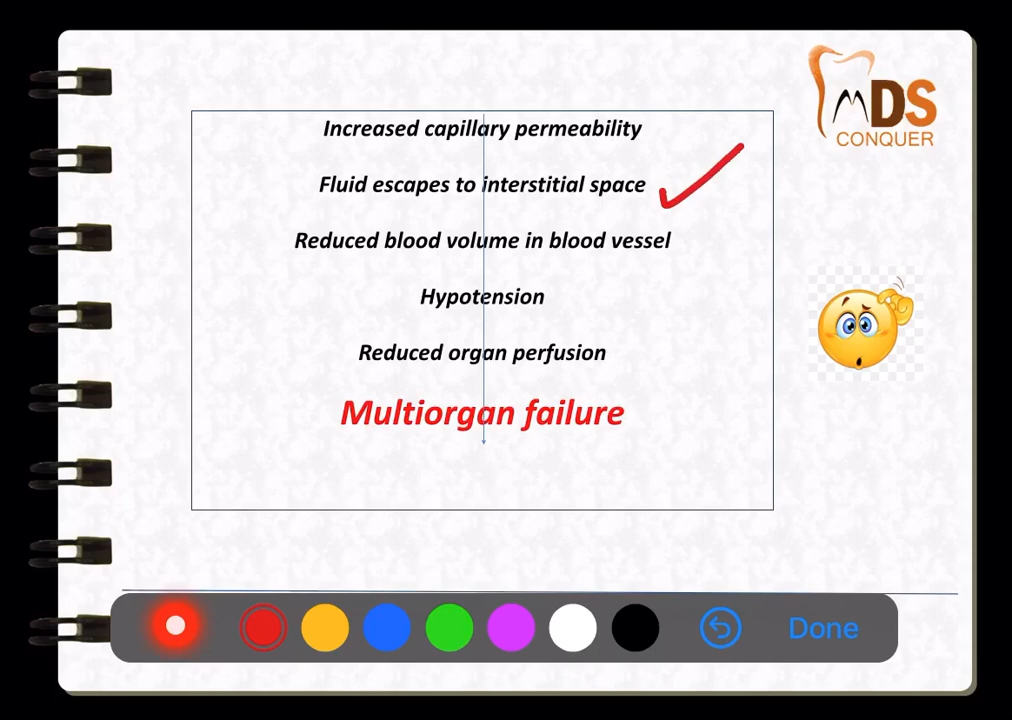 Increased capillary permeability
Fluid escapes to interstitial space
Reduced blood volume in blood vessel
Hypotension
Reduced organ perfusion
Multiorgan failure
MDS
CONQUER
Done